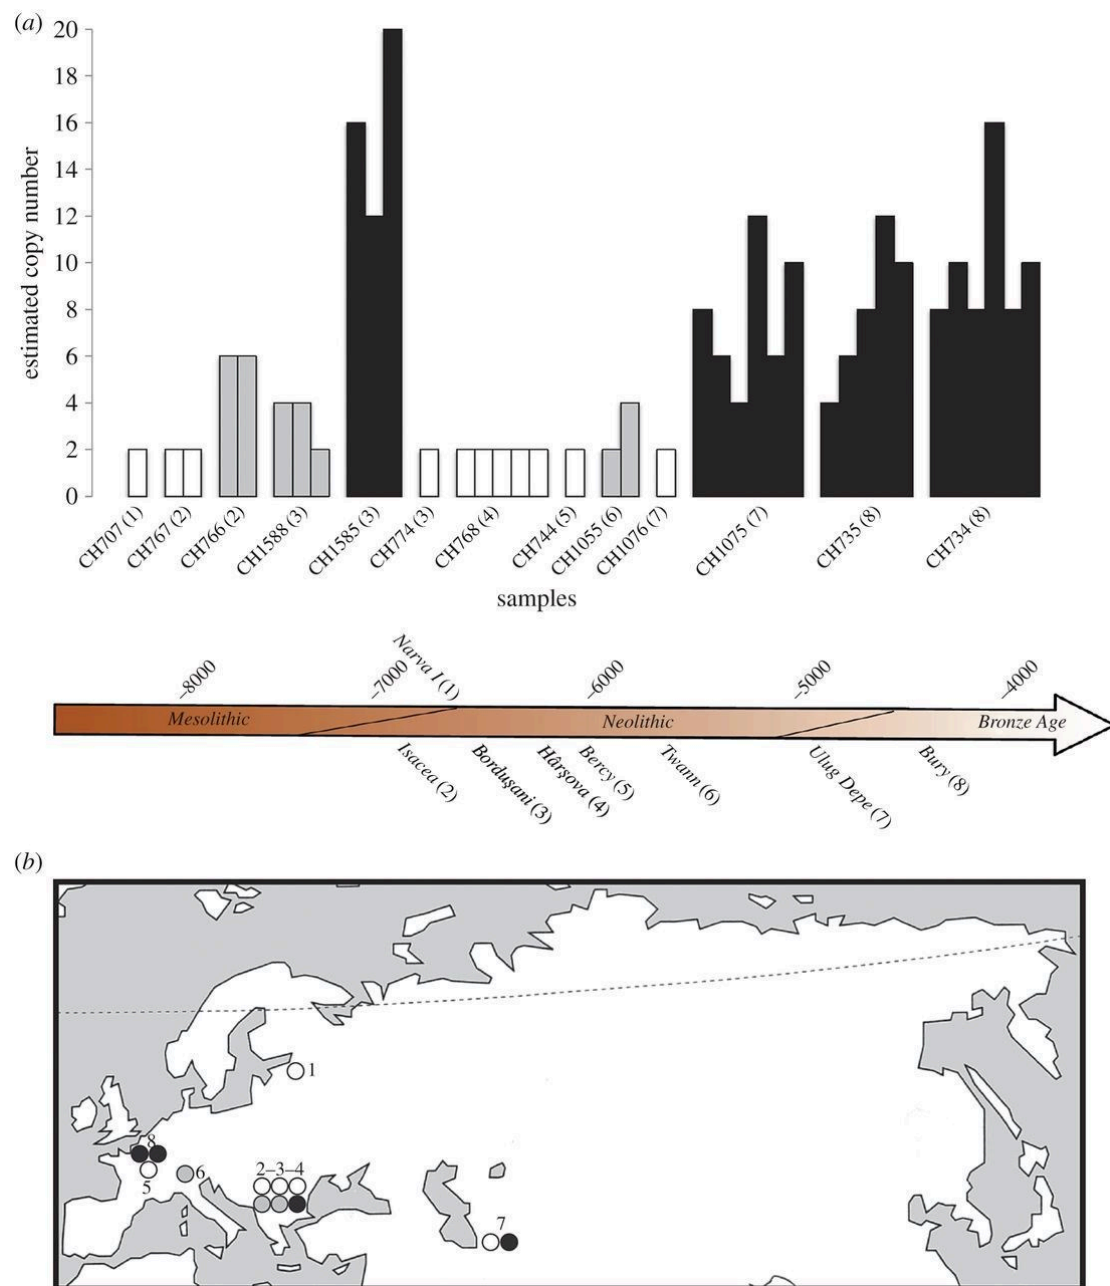 (a)
20
18
16
14
12
10
8
6
4
2
0
estimated copy number
CH707 (1)
CH767 (2)
CH766 (2)
CH1588 (3)
CH1585 (3)
CH774 (3)
CH768 (4)
CH744 (5)
CH1055 (6)
CH1076 (7)
CH1075 (7)
CH735 (8)
CH734 (8)
samples
–8000
–7000
Narva I (1)
–6000
–5000
–4000
Mesolithic
Neolithic
Bronze Age
Isacea (2)
Borduşani (3)
Hârşova (4)
Bercy (5)
Twann (6)
Ulug Depe (7)
Bury (8)
(b)
1
8
5
6
2–3–4
7